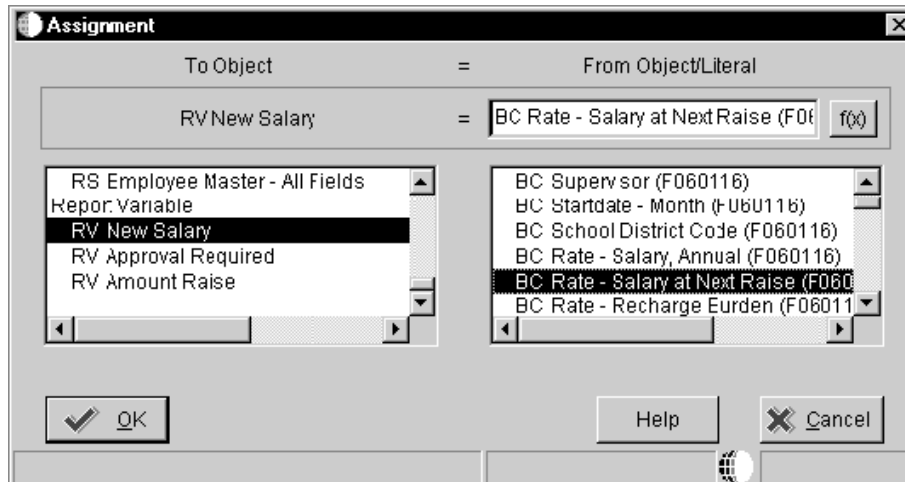 Assignment
To Object = From Object/Literal
RV New Salary = BC Rate - Salary at Next Raise (F06 f(x)
RS Employee Master - All Fields
Report Variable
RV New Salary
RV Approval Required
RV Amount Raise
BC Supervisor (F060116)
BC Startdate - Month (F060116)
BC School District Code (F060116)
BC Rate - Salary, Annual (F060116)
BC Rate - Salary at Next Raise (F060
BC Rate - Recharge Burden (F06011
OK Help Cancel